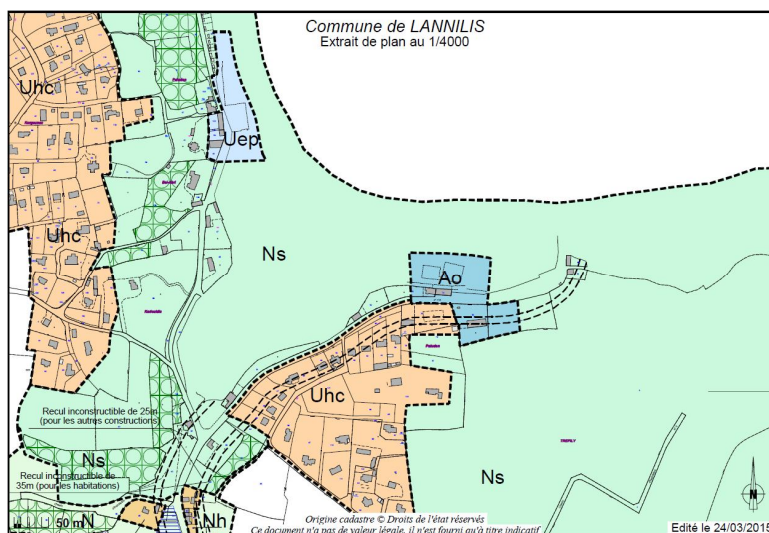 Commune de LANNILIS
Extrait de plan au 1/4000
Uhc
Uep
Uhc
Ns
Ao
Uhc
Recul inconstructible de 25m
(pour les autres constructions)
Ns
Ns
Recul inconstructible de
35m (pour les habitations)
50 m
N
Nh
Origine cadastre © Droits de l'état réservés
Ce document n'a pas de valeur légale, il n'est fourni qu'à titre indicatif
N
Edité le 24/03/2015